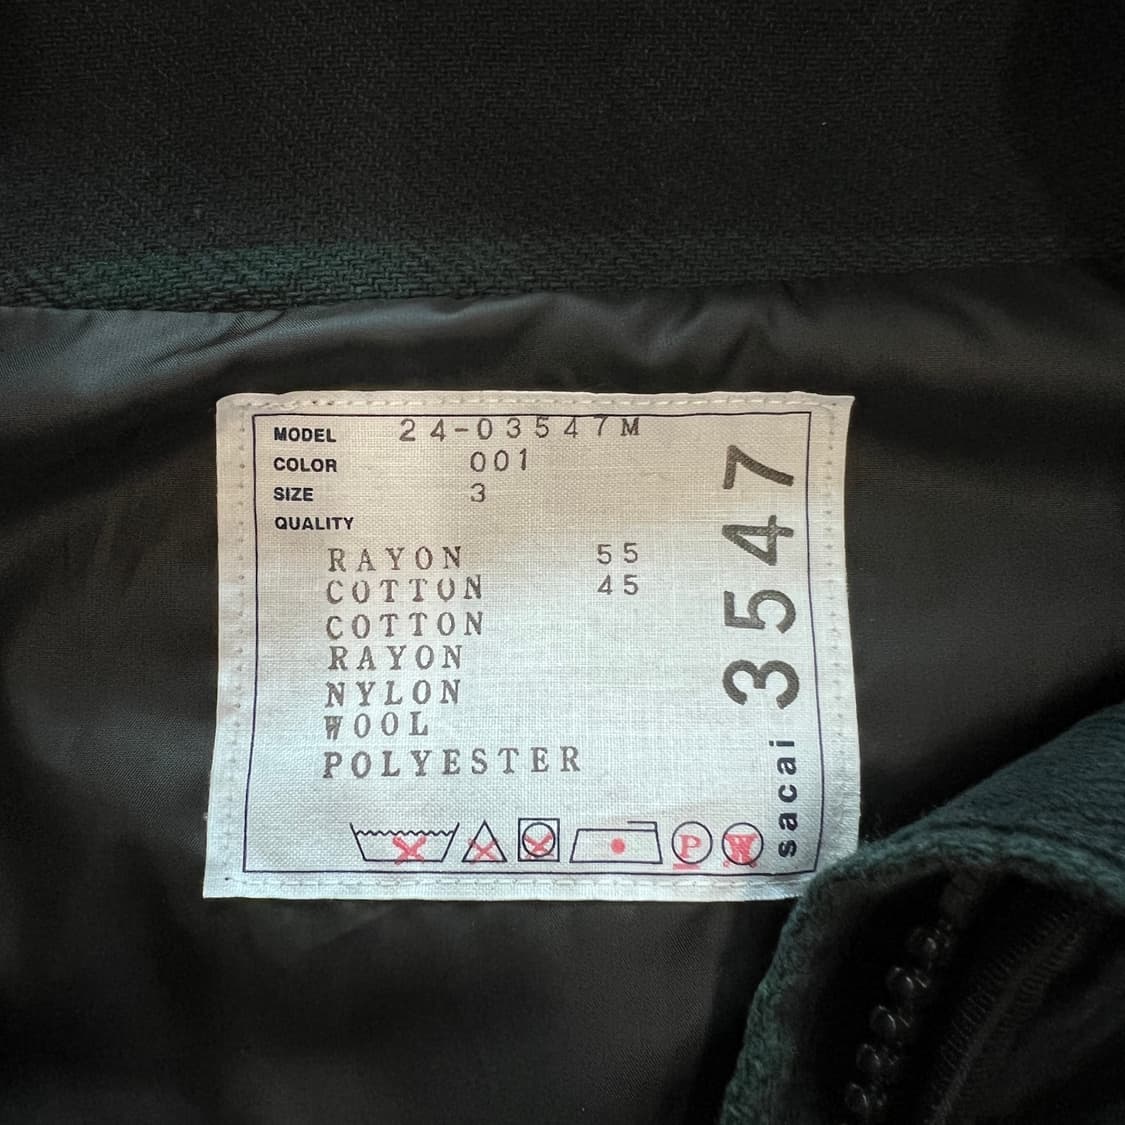 MODEL 24-03547M
COLOR 001
SIZE 3
QUALITY
RAYON 55
COTTON 45
COTTON
RAYON
NYLON
WOOL
POLYESTER
P W
sacai 3547